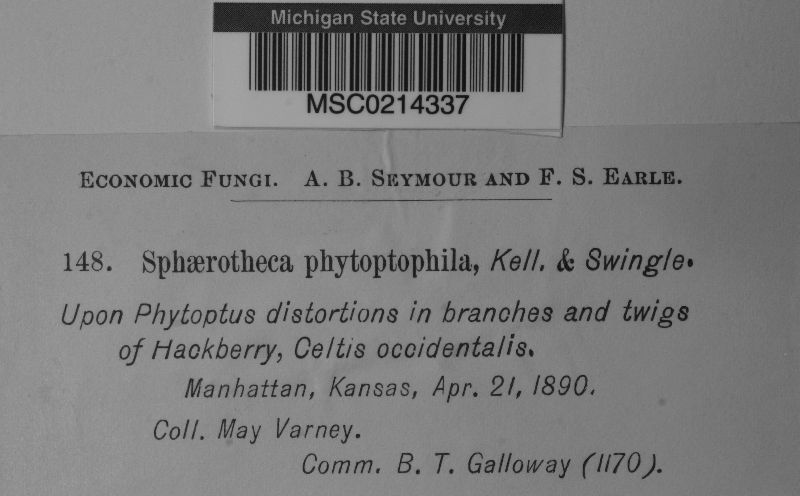 Michigan State University
MSC0214337
Economic Fungi. A. B. Seymour and F. S. Earle.
148. Sphærotheca phytoptophila, Kell. & Swingle.
Upon Phytoptus distortions in branches and twigs
of Hackberry, Celtis occidentalis.
Manhattan, Kansas, Apr. 21, 1890.
Coll. May Varney.
Comm. B. T. Galloway (1170).